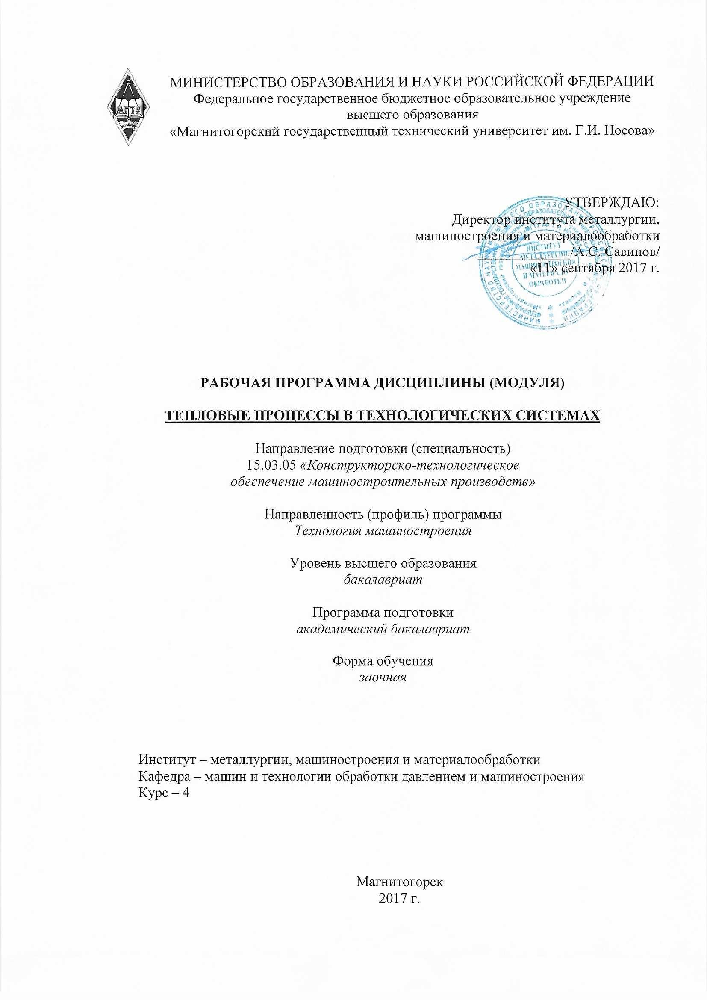 МИНИСТЕРСТВО ОБРАЗОВАНИЯ И НАУКИ РОССИЙСКОЙ ФЕДЕРАЦИИ
Федеральное государственное бюджетное образовательное учреждение
высшего образования
«Магнитогорский государственный технический университет им. Г.И. Носова»
МГТУ
УТВЕРЖДАЮ:
Директор института металлургии,
машиностроения и материалообработки
/А.С. Савинов/
«11» сентября 2017 г.
ИНСТИТУТ
МЕТАЛЛУРГИИ,
МАШИНОСТРОЕНИЯ
И МАТЕРИАЛО-
ОБРАБОТКИ
РАБОЧАЯ ПРОГРАММА ДИСЦИПЛИНЫ (МОДУЛЯ)
ТЕПЛОВЫЕ ПРОЦЕССЫ В ТЕХНОЛОГИЧЕСКИХ СИСТЕМАХ
Направление подготовки (специальность)
15.03.05 «Конструкторско-технологическое
обеспечение машиностроительных производств»
Направленность (профиль) программы
Технология машиностроения
Уровень высшего образования
бакалавриат
Программа подготовки
академический бакалавриат
Форма обучения
заочная
Институт – металлургии, машиностроения и материалообработки
Кафедра – машин и технологии обработки давлением и машиностроения
Курс – 4
Магнитогорск
2017 г.